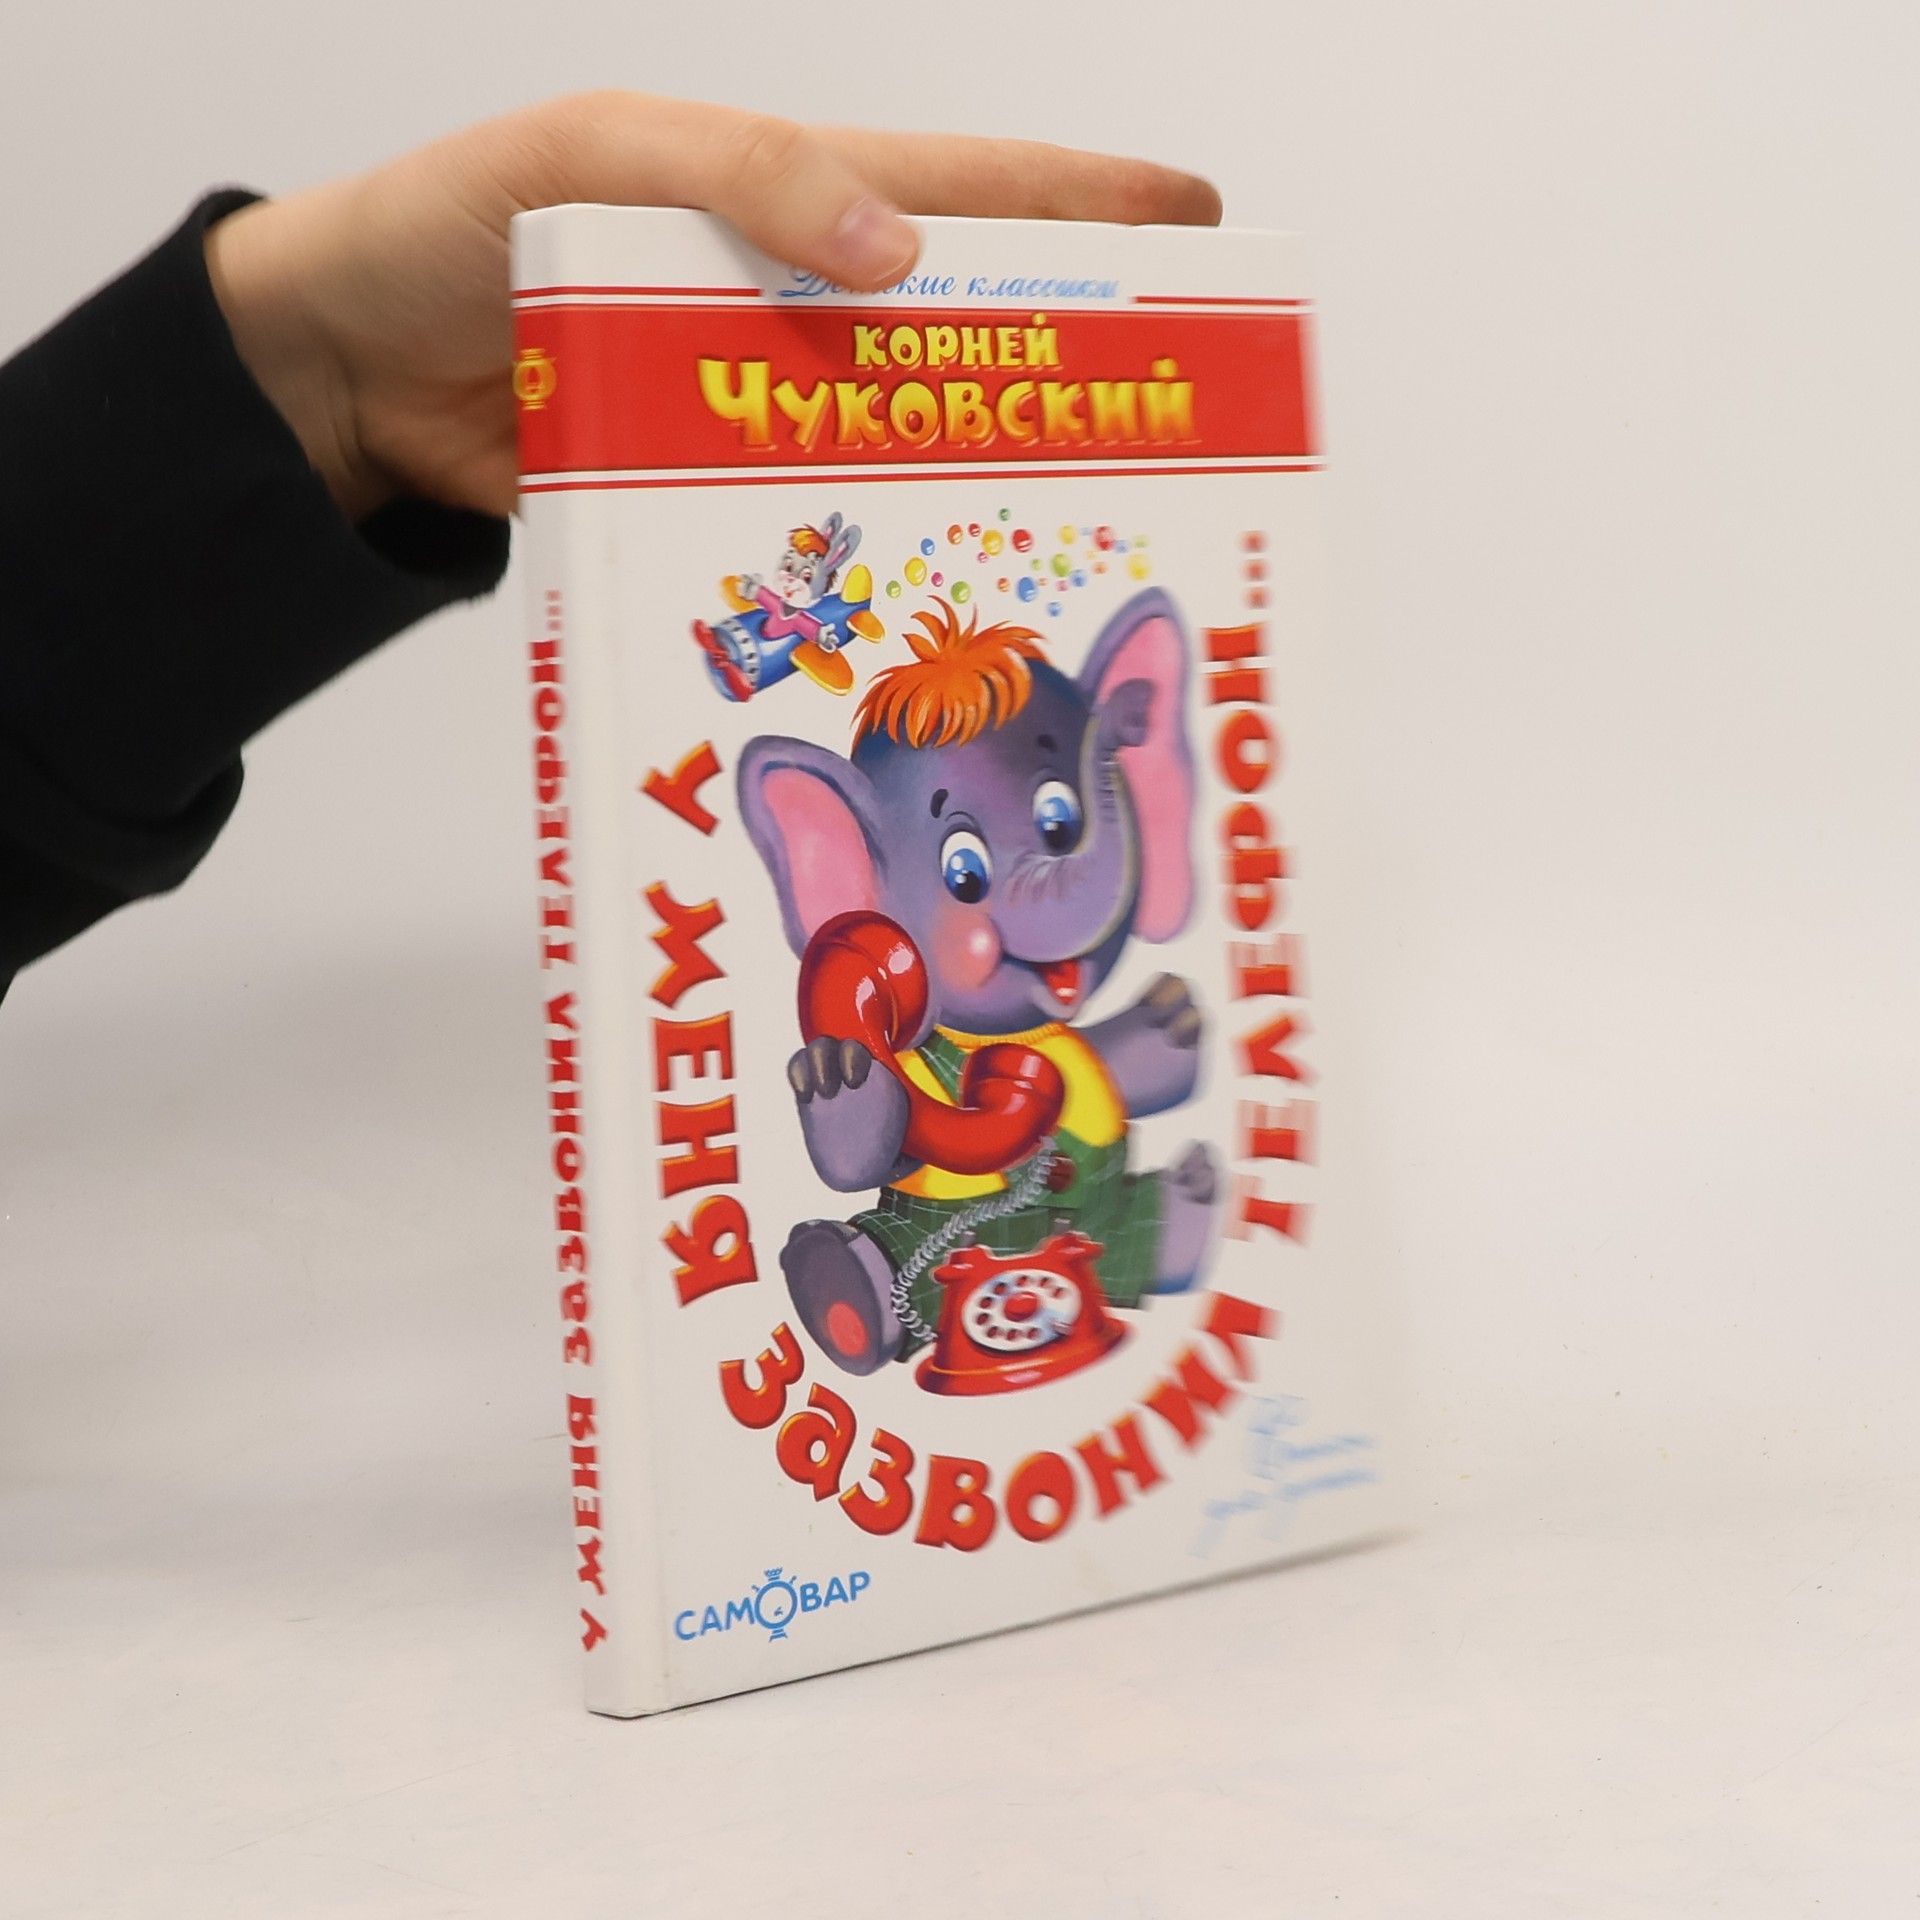 Детские классики
КОРНЕЙ
ЧУКОВСКИЙ
У МЕНЯ ЗАЗВОНИЛ ТЕЛЕФОН...
САМОВАР
У МЕНЯ ЗАЗВОНИЛ ТЕЛЕФОН...